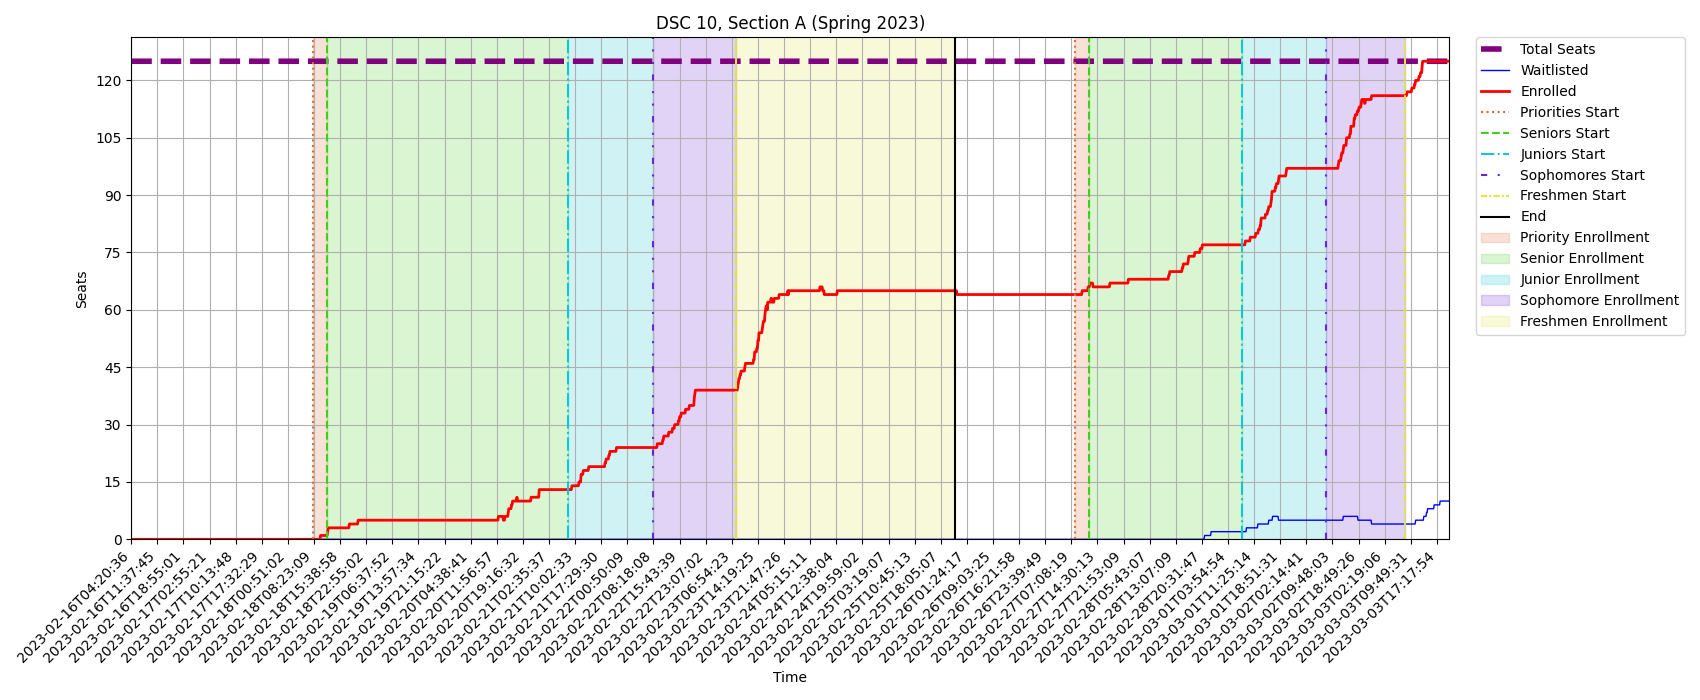 DSC 10, Section A (Spring 2023)
Seats
120
105
90
75
60
45
30
15
0
2023-02-16T04:20:36
2023-02-16T11:37:45
2023-02-16T18:55:01
2023-02-17T02:55:21
2023-02-17T10:13:48
2023-02-17T17:32:29
2023-02-18T00:51:02
2023-02-18T08:23:09
2023-02-18T15:38:58
2023-02-18T22:55:02
2023-02-19T06:37:52
2023-02-19T13:57:34
2023-02-19T21:15:22
2023-02-20T04:38:41
2023-02-20T11:56:57
2023-02-20T19:16:32
2023-02-21T02:35:37
2023-02-21T10:02:33
2023-02-21T17:29:30
2023-02-22T00:50:09
2023-02-22T08:18:05
2023-02-22T15:43:39
2023-02-22T23:07:02
2023-02-23T06:54:23
2023-02-23T14:19:25
2023-02-23T21:47:26
2023-02-24T05:15:11
2023-02-24T12:38:04
2023-02-24T19:59:02
2023-02-25T03:19:07
2023-02-25T10:45:13
2023-02-25T18:05:07
2023-02-26T01:24:17
2023-02-26T09:03:25
2023-02-26T16:21:58
2023-02-26T23:39:49
2023-02-27T07:08:19
2023-02-27T14:30:13
2023-02-27T21:53:09
2023-02-28T05:43:07
2023-02-28T13:07:09
2023-02-28T20:31:47
2023-03-01T03:54:54
2023-03-01T11:25:14
2023-03-01T18:51:31
2023-03-02T02:14:41
2023-03-02T09:48:03
2023-03-02T18:49:26
2023-03-03T02:19:06
2023-03-03T09:49:31
2023-03-03T17:17:54
Time
Total Seats
Waitlisted
Enrolled
Priorities Start
Seniors Start
Juniors Start
Sophomores Start
Freshmen Start
End
Priority Enrollment
Senior Enrollment
Junior Enrollment
Sophomore Enrollment
Freshmen Enrollment